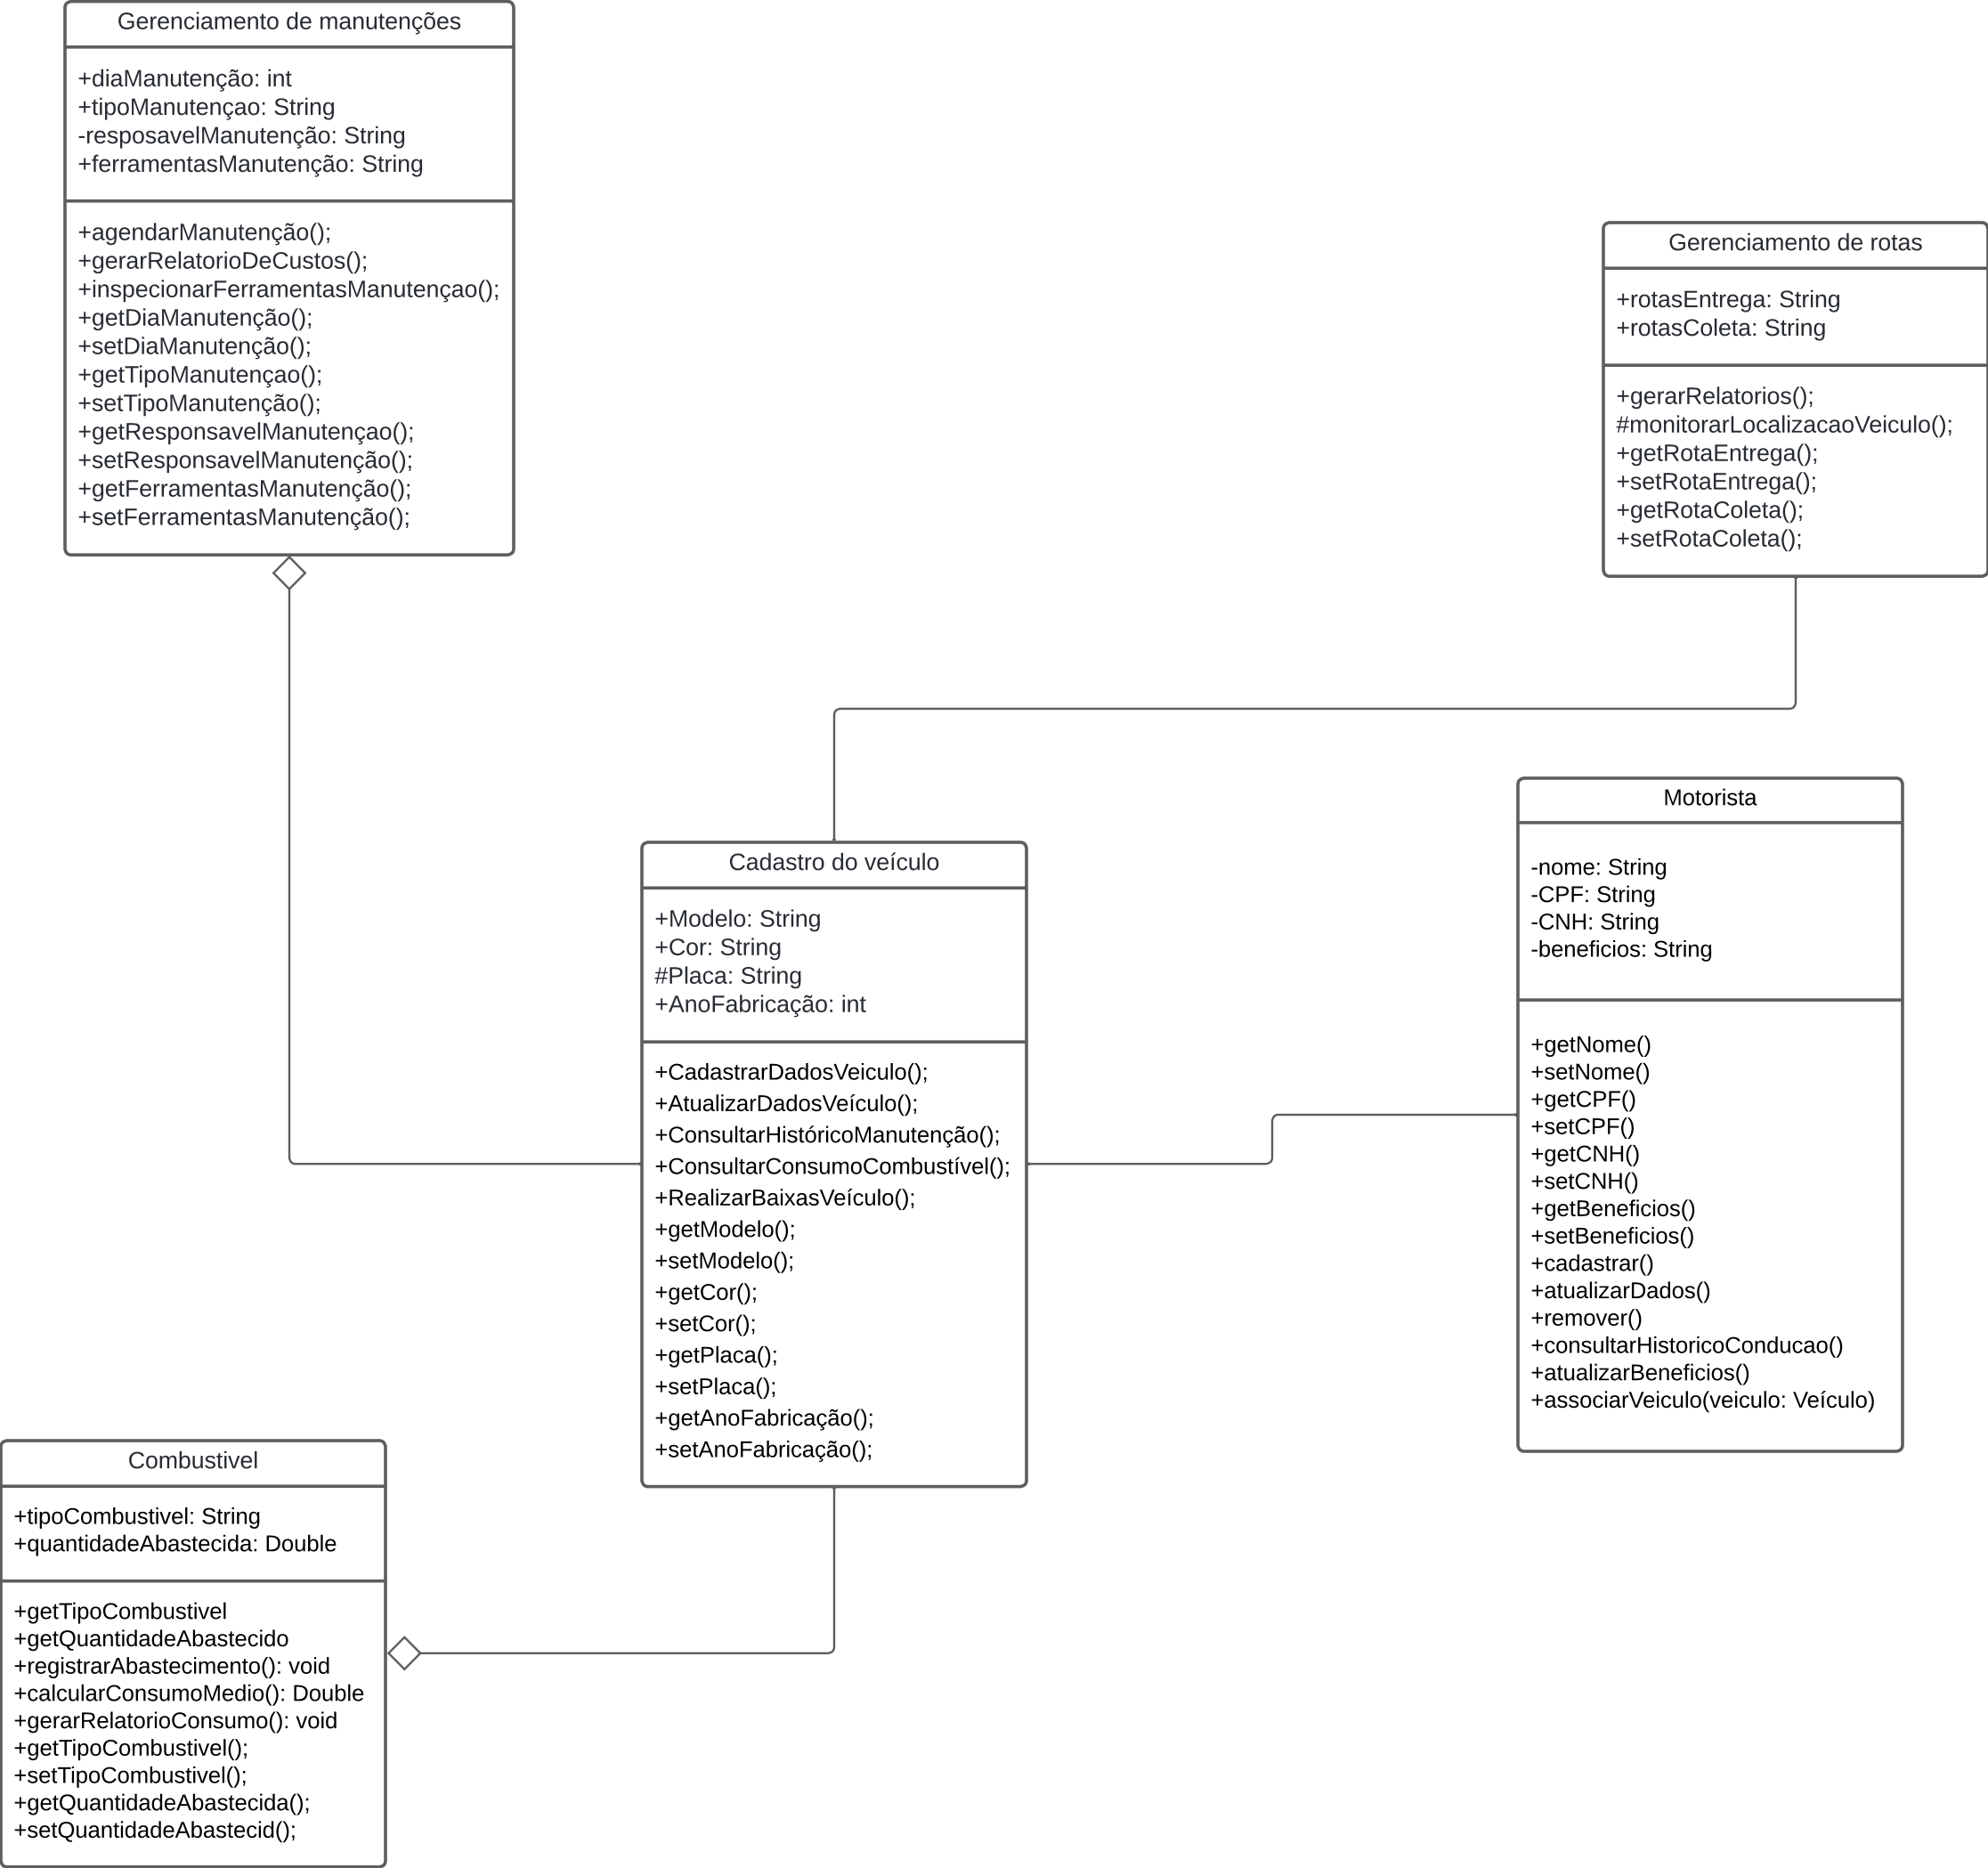 Gerenciamento de manutenções
+diaManutenção: int
+tipoManutençao: String
-resposavelManutenção: String
+ferramentasManutenção: String
+agendarManutenção();
+gerarRelatorioDeCustos();
+inspecionarFerramentasManutençao();
+getDiaManutenção();
+setDiaManutenção();
+getTipoManutençao();
+setTipoManutenção();
+getResponsavelManutençao();
+setResponsavelManutenção();
+getFerramentasManutenção();
+setFerramentasManutenção();
Gerenciamento de rotas
+rotasEntrega: String
+rotasColeta: String
+gerarRelatorios();
#monitorarLocalizacaoVeiculo();
+getRotaEntrega();
+setRotaEntrega();
+getRotaColeta();
+setRotaColeta();
Cadastro do veículo
+Modelo: String
+Cor: String
#Placa: String
+AnoFabricação: int
+CadastrarDadosVeiculo();
+AtualizarDadosVeículo();
+ConsultarHistóricoManutenção();
+ConsultarConsumoCombustível();
+RealizarBaixasVeículo();
+getModelo();
+setModelo();
+getCor();
+setCor();
+getPlaca();
+setPlaca();
+getAnoFabricação();
+setAnoFabricação();
Motorista
-nome: String
-CPF: String
-CNH: String
-beneficios: String
+getNome()
+setNome()
+getCPF()
+setCPF()
+getCNH()
+setCNH()
+getBeneficios()
+setBeneficios()
+cadastrar()
+atualizarDados()
+remover()
+consultarHistoricoConducao()
+atualizarBeneficios()
+associarVeiculo(veiculo: Veículo)
Combustivel
+tipoCombustivel: String
+quantidadeAbastecida: Double
+getTipoCombustivel
+getQuantidadeAbastecido
+registrarAbastecimento(): void
+calcularConsumoMedio(): Double
+gerarRelatorioConsumo(): void
+getTipoCombustivel();
+setTipoCombustivel();
+getQuantidadeAbastecida();
+setQuantidadeAbastecid();